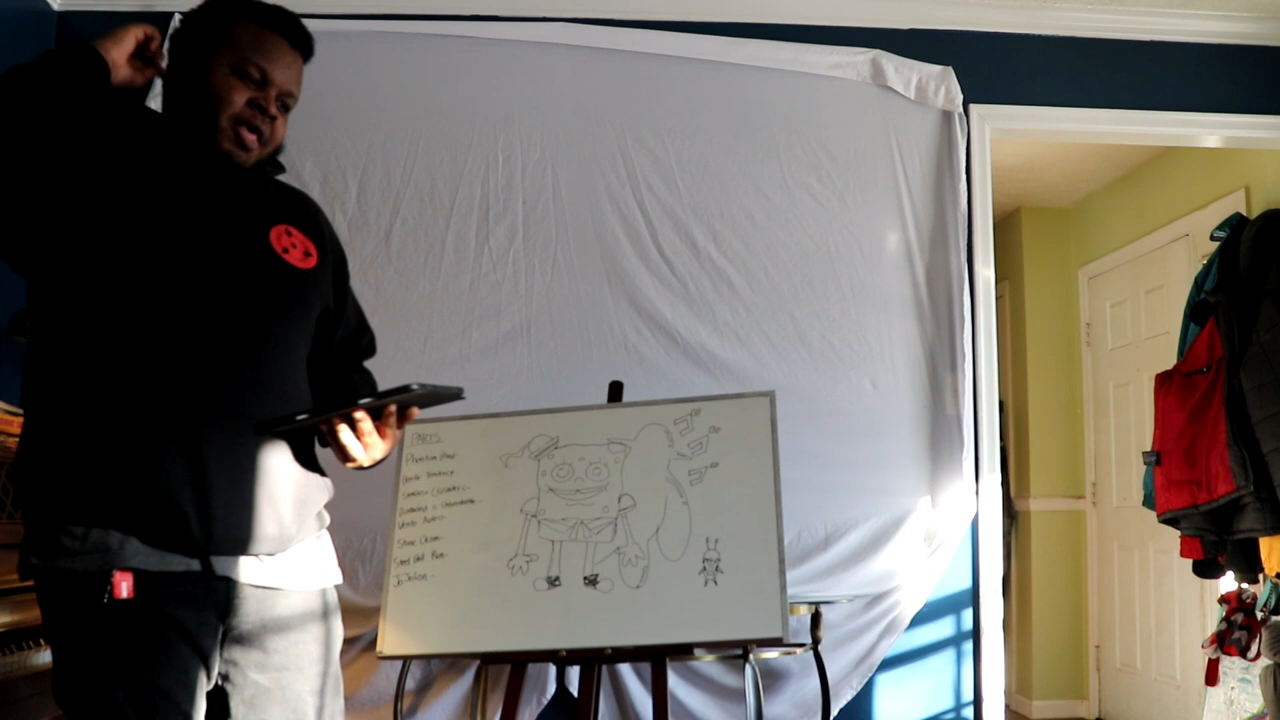 PARTS
Phantom Blood-
Battle Tendency
Stardust Crusaders-
Diamond is Unbreakable-
Vento Aureo-
Stone Ocean-
Steel Ball Run-
JoJolion-
ゴ
ゴ
ゴ